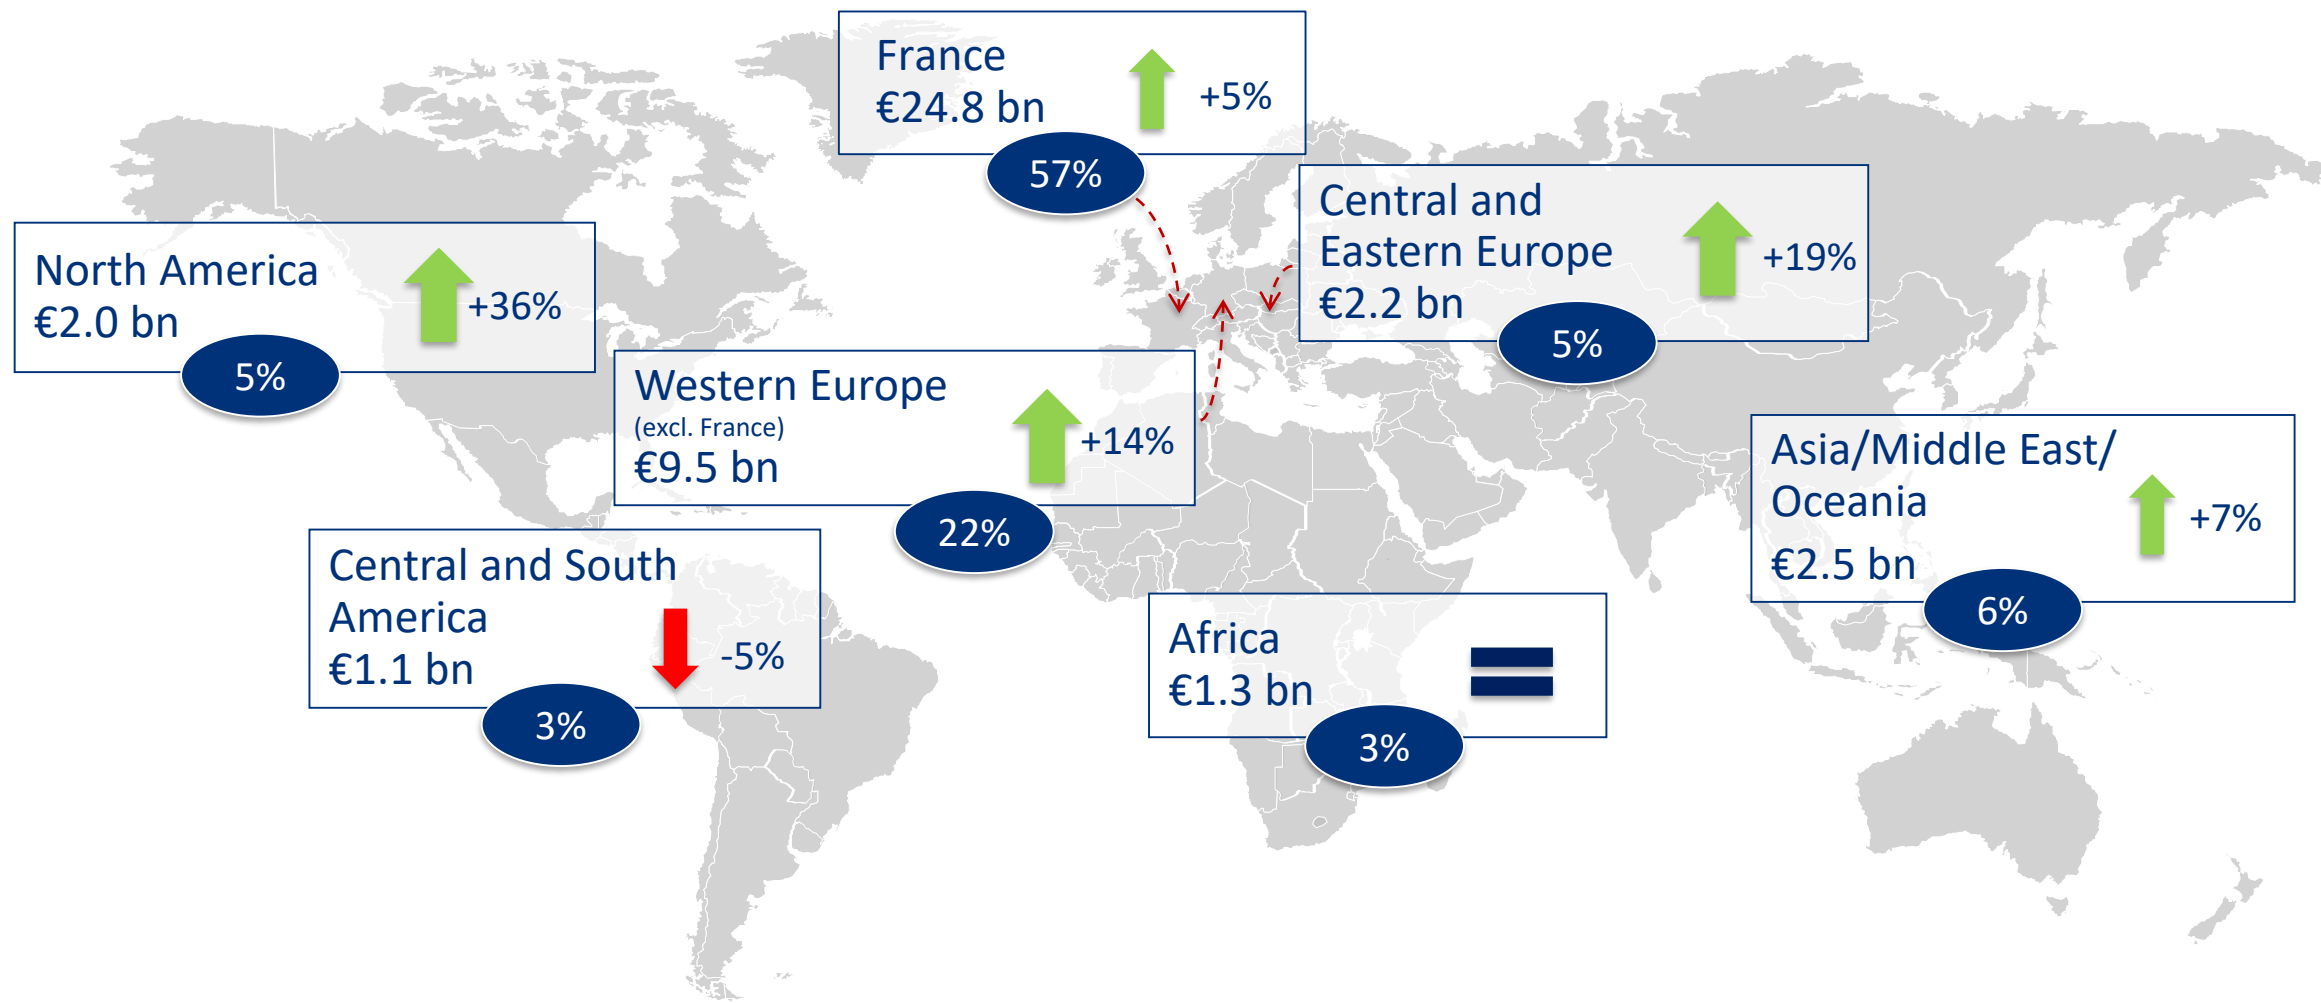 France
€24.8 bn
+5%
57%
Central and
Eastern Europe
€2.2 bn
+19%
5%
North America
€2.0 bn
+36%
5%
Western Europe
(excl. France)
€9.5 bn
+14%
22%
Asia/Middle East/
Oceania
€2.5 bn
+7%
6%
Central and South
America
€1.1 bn
-5%
3%
Africa
€1.3 bn
=
3%